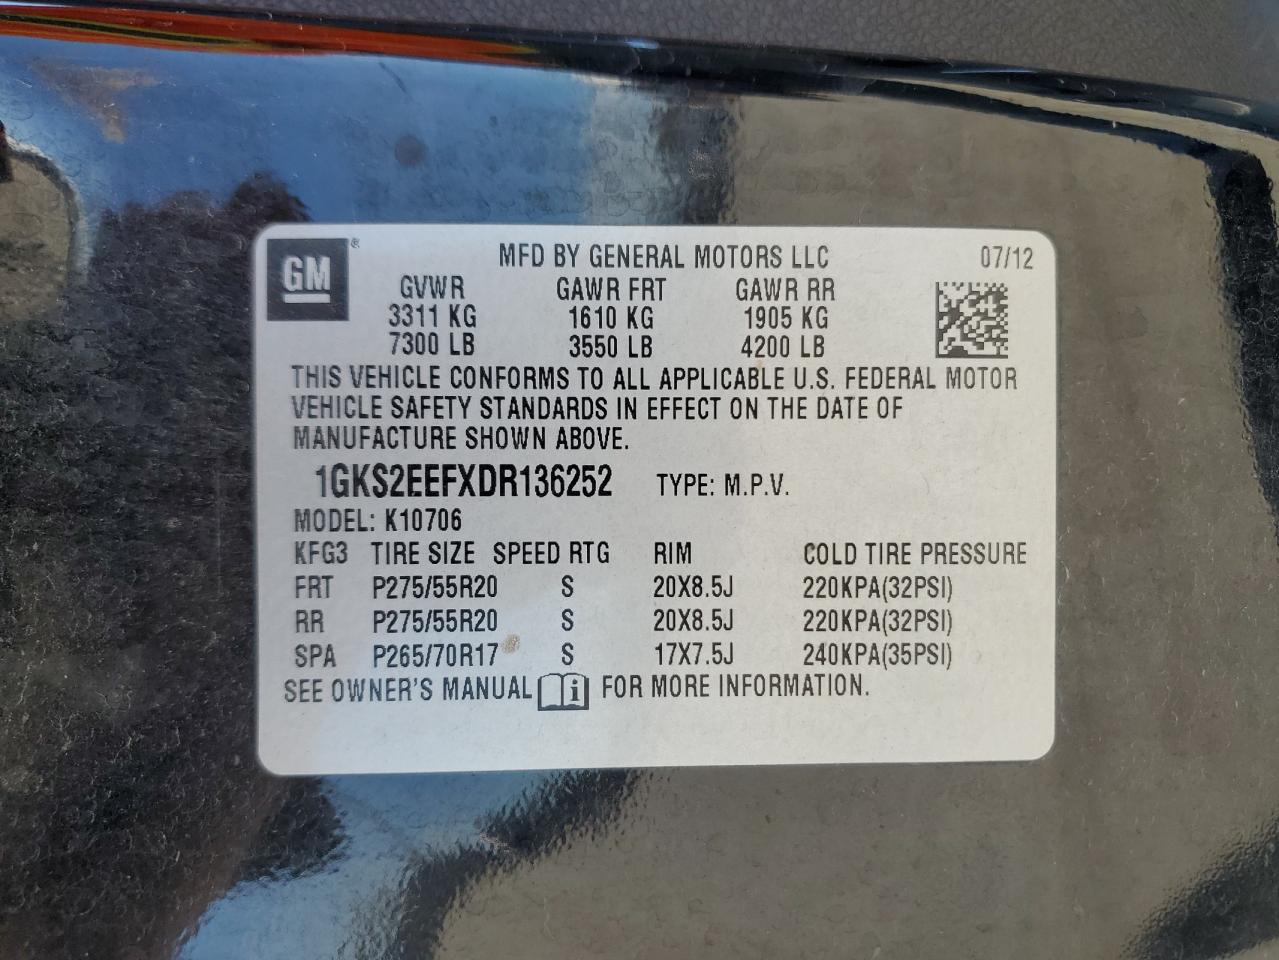 GM ® MFD BY GENERAL MOTORS LLC 07/12
GVWR GAWR FRT GAWR RR
3311 KG 1610 KG 1905 KG
7300 LB 3550 LB 4200 LB
THIS VEHICLE CONFORMS TO ALL APPLICABLE U.S. FEDERAL MOTOR
VEHICLE SAFETY STANDARDS IN EFFECT ON THE DATE OF
MANUFACTURE SHOWN ABOVE.
1GKS2EEFXDR136252 TYPE: M.P.V.
MODEL: K10706
KFG3 TIRE SIZE SPEED RTG RIM COLD TIRE PRESSURE
FRT P275/55R20 S 20X8.5J 220KPA(32PSI)
RR P275/55R20 S 20X8.5J 220KPA(32PSI)
SPA P265/70R17 S 17X7.5J 240KPA(35PSI)
SEE OWNER'S MANUAL i FOR MORE INFORMATION.